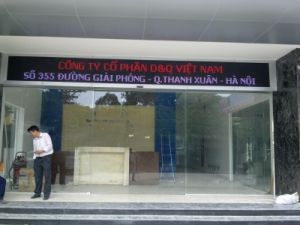 CÔNG TY CỔ PHẦN D&Q VIỆT NAM
SỐ 355 ĐƯỜNG GIẢI PHÓNG - Q.THANH XUÂN - HÀ NỘI